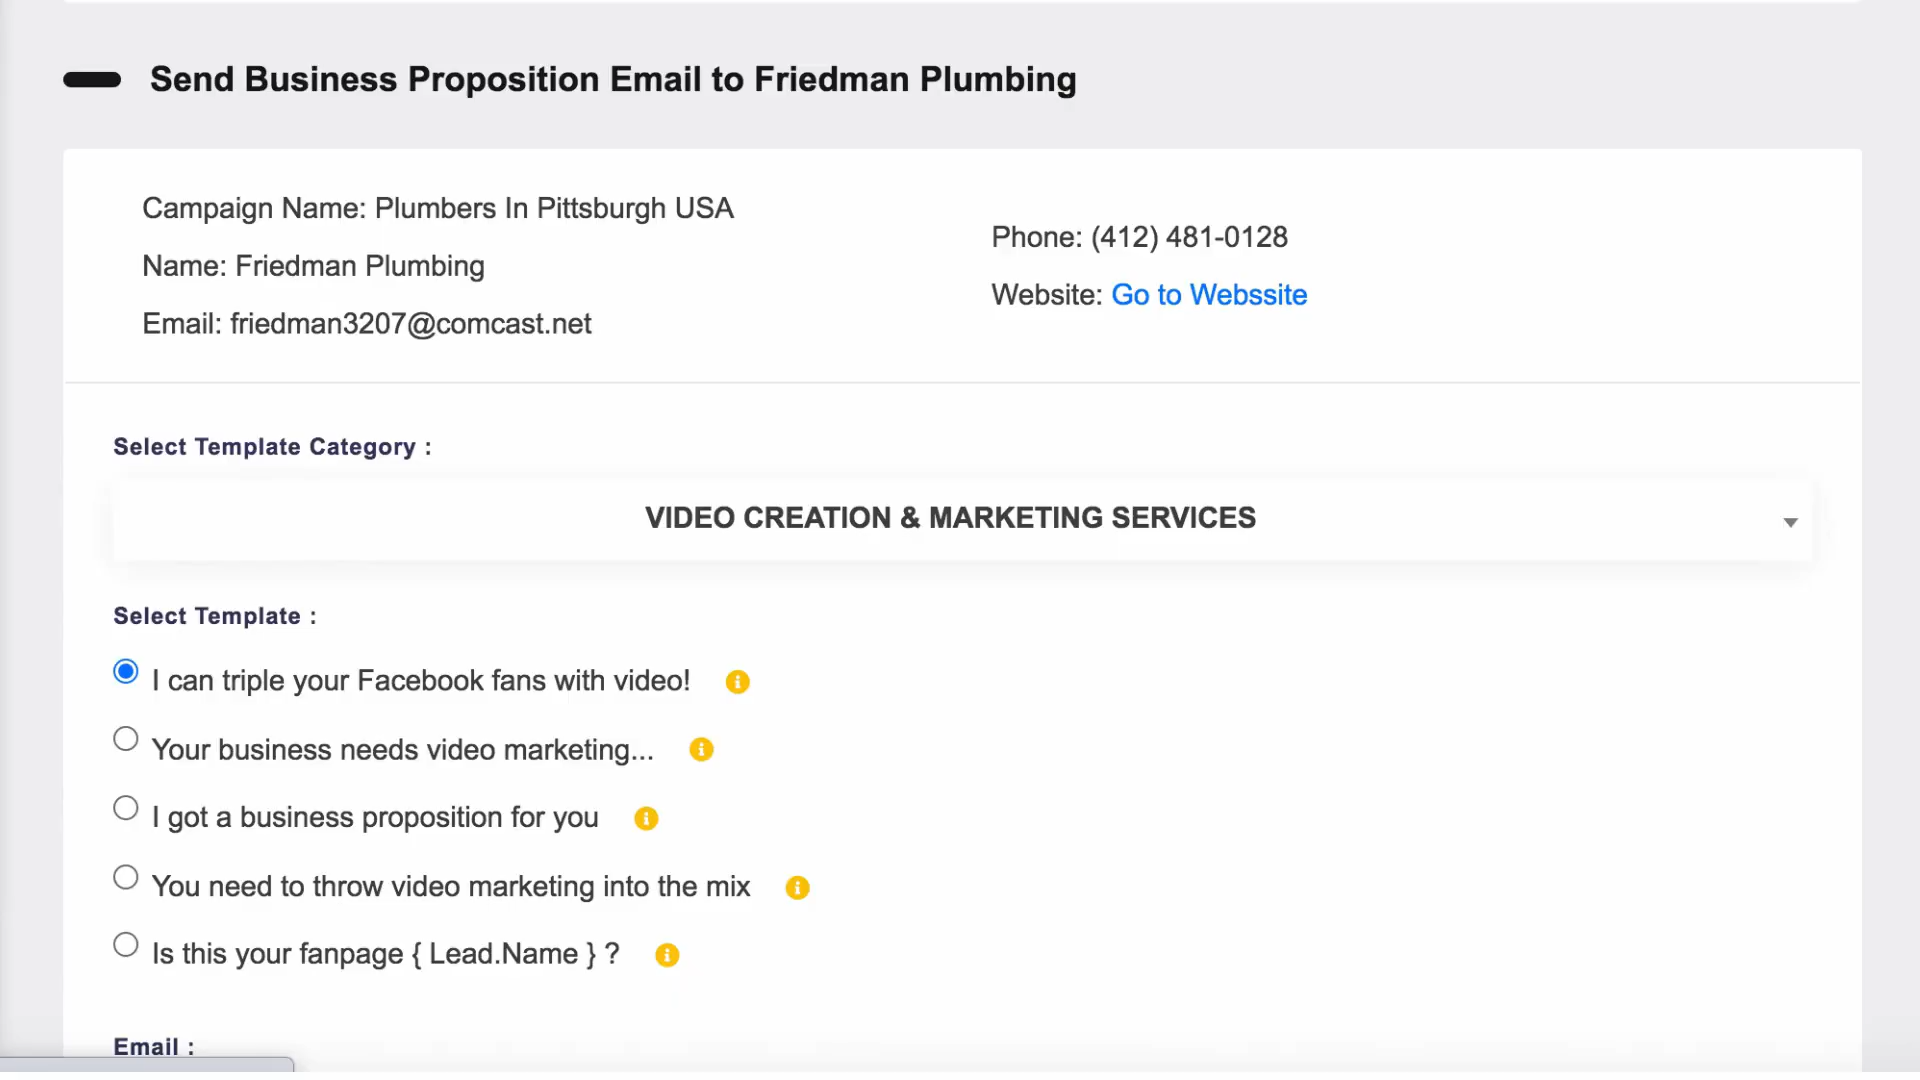 Send Business Proposition Email to Friedman Plumbing
Campaign Name: Plumbers In Pittsburgh USA
Name: Friedman Plumbing
Email: friedman3207@comcast.net
Phone: (412) 481-0128
Website: Go to Webssite
Select Template Category :
VIDEO CREATION & MARKETING SERVICES
Select Template :
I can triple your Facebook fans with video!
Your business needs video marketing...
I got a business proposition for you
You need to throw video marketing into the mix
Is this your fanpage { Lead.Name } ?
Email :